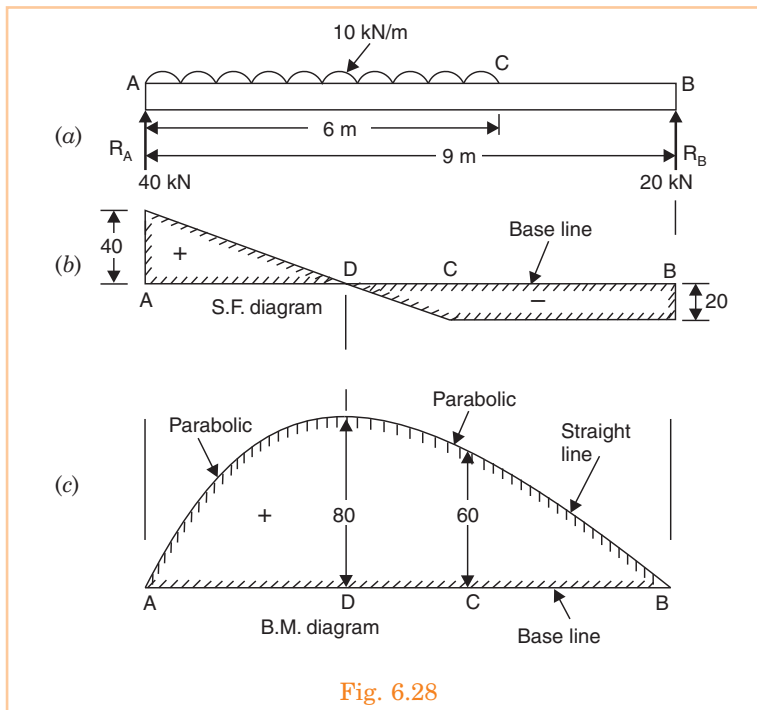 10 kN/m
A
C
B
(a)
6 m
R_A
9 m
R_B
40 kN
20 kN
Base line
40
(b)
+
D
C
B
A
S.F. diagram
–
20
Parabolic
Parabolic
Straight
line
(c)
+
80
60
A
D
C
B
B.M. diagram
Base line
Fig. 6.28